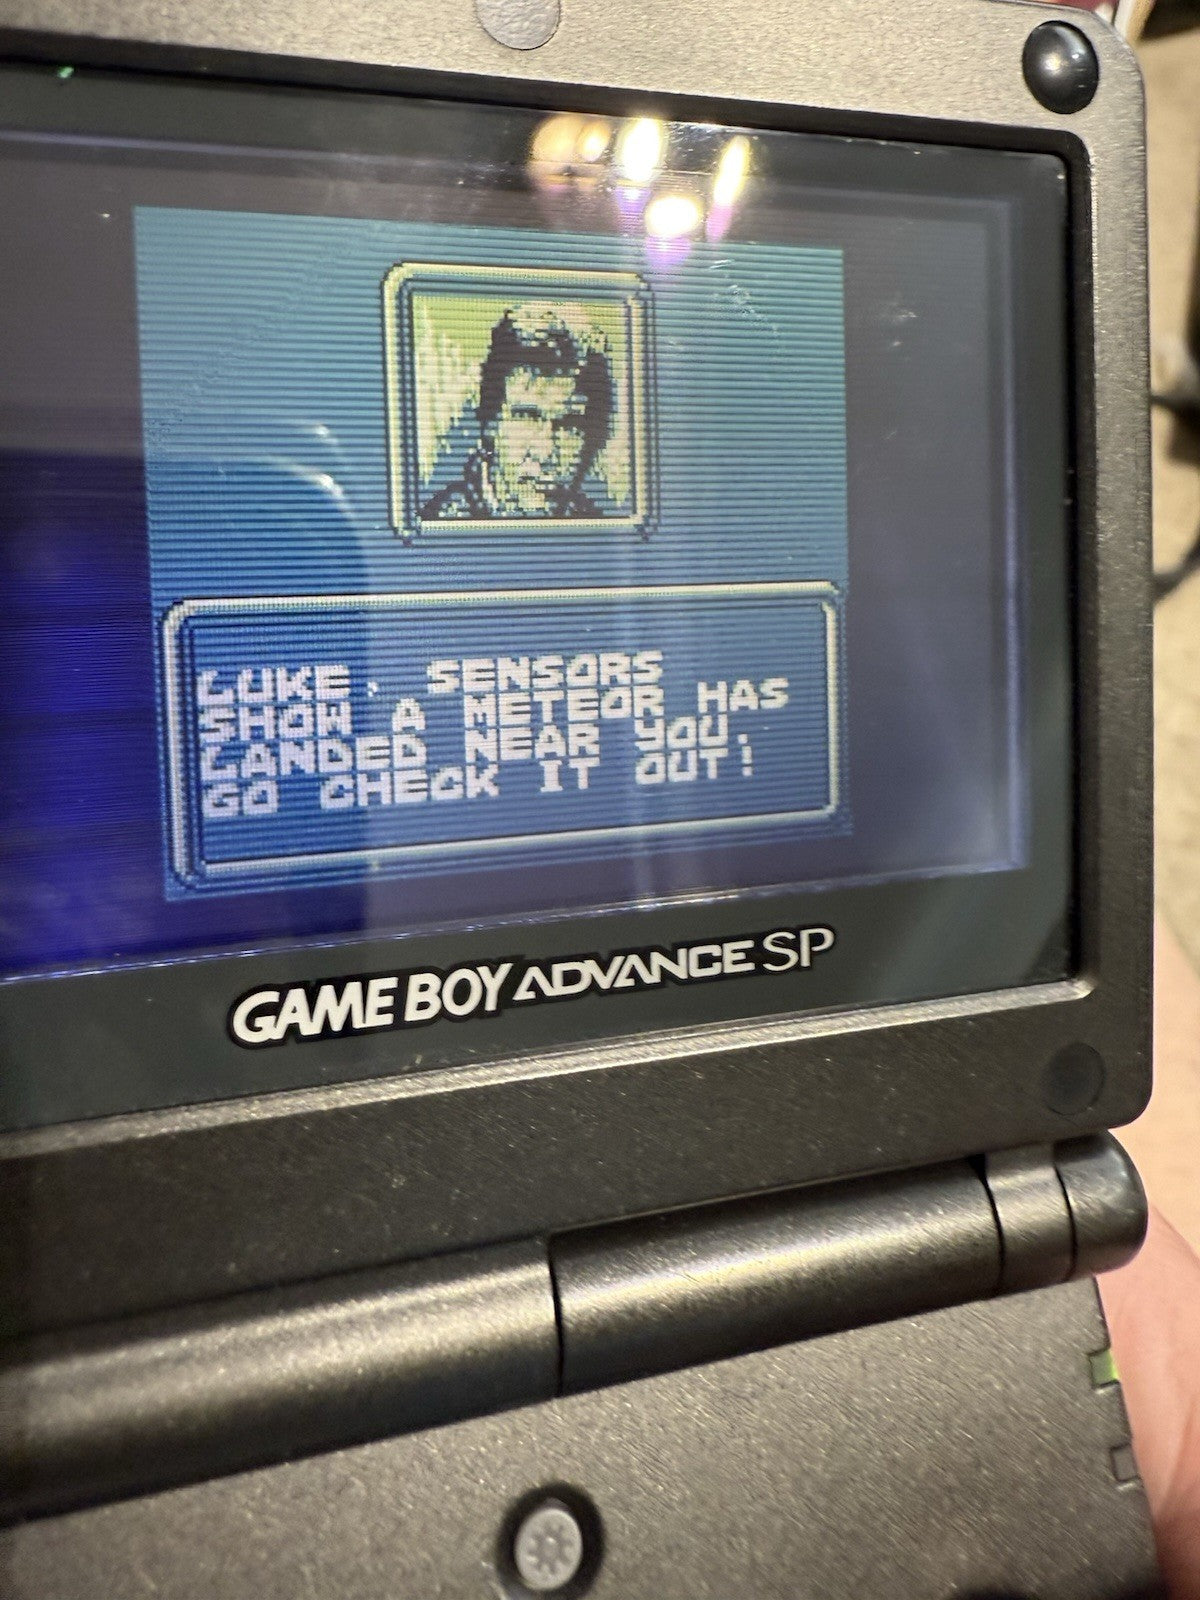 LUKE, SENSORS
SHOW A METEOR HAS
LANDED NEAR YOU.
GO CHECK IT OUT!
GAME BOY ADVANCE SP